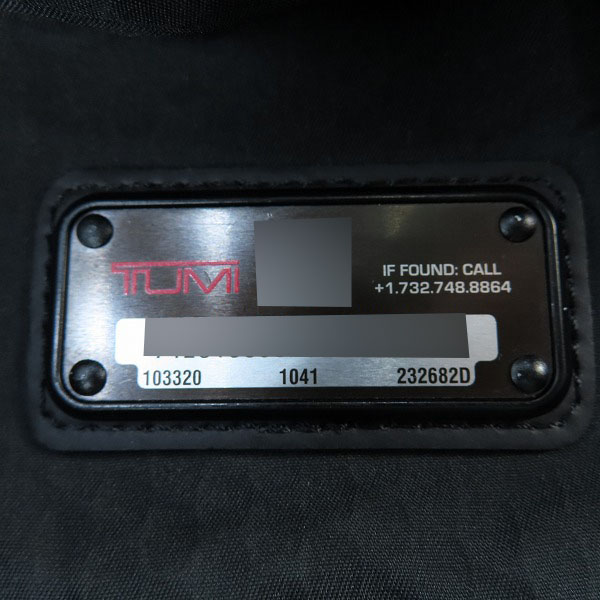 TUMI
IF FOUND: CALL
+1.732.748.8864
103320 1041 232682D